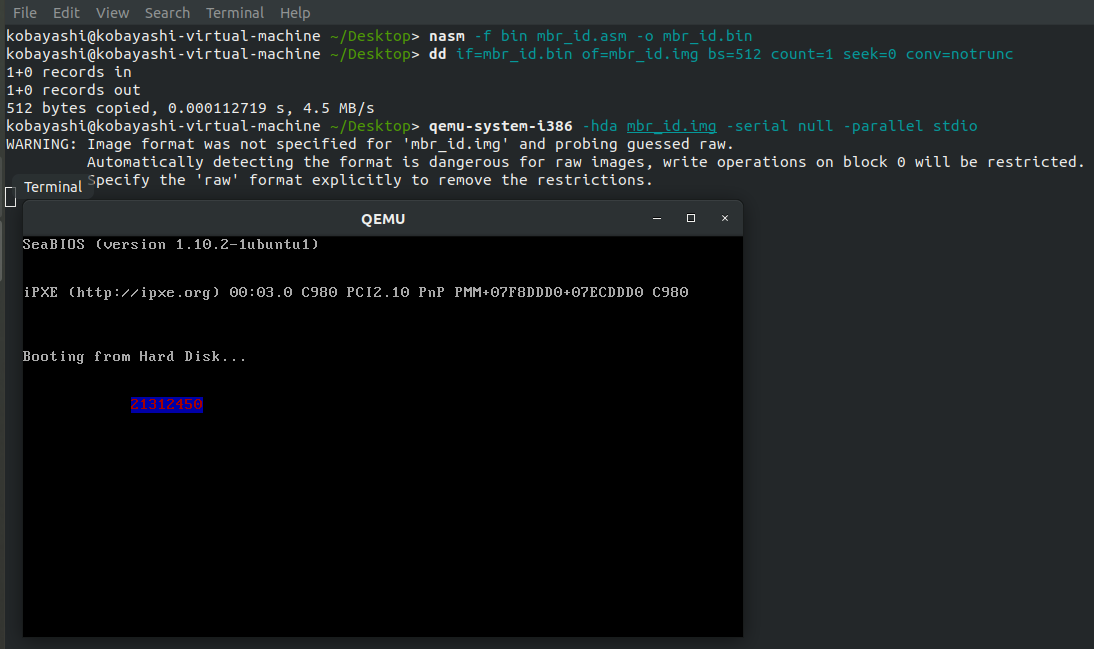 File Edit View Search Terminal Help
kobayashi@kobayashi-virtual-machine ~/Desktop> nasm -f bin mbr_id.asm -o mbr_id.bin
kobayashi@kobayashi-virtual-machine ~/Desktop> dd if=mbr_id.bin of=mbr_id.img bs=512 count=1 seek=0 conv=notrunc
1+0 records in
1+0 records out
512 bytes copied, 0.000112719 s, 4.5 MB/s
kobayashi@kobayashi-virtual-machine ~/Desktop> qemu-system-i386 -hda mbr_id.img -serial null -parallel stdio
WARNING: Image format was not specified for 'mbr_id.img' and probing guessed raw.
Automatically detecting the format is dangerous for raw images, write operations on block 0 will be restricted.
Specify the 'raw' format explicitly to remove the restrictions.
Terminal
QEMU
SeaBIOS (version 1.10.2-1ubuntu1)
iPXE (http://ipxe.org) 00:03.0 C980 PCI2.10 PnP PMM+07F8DDD0+07ECDDD0 C980
Booting from Hard Disk...
21312450